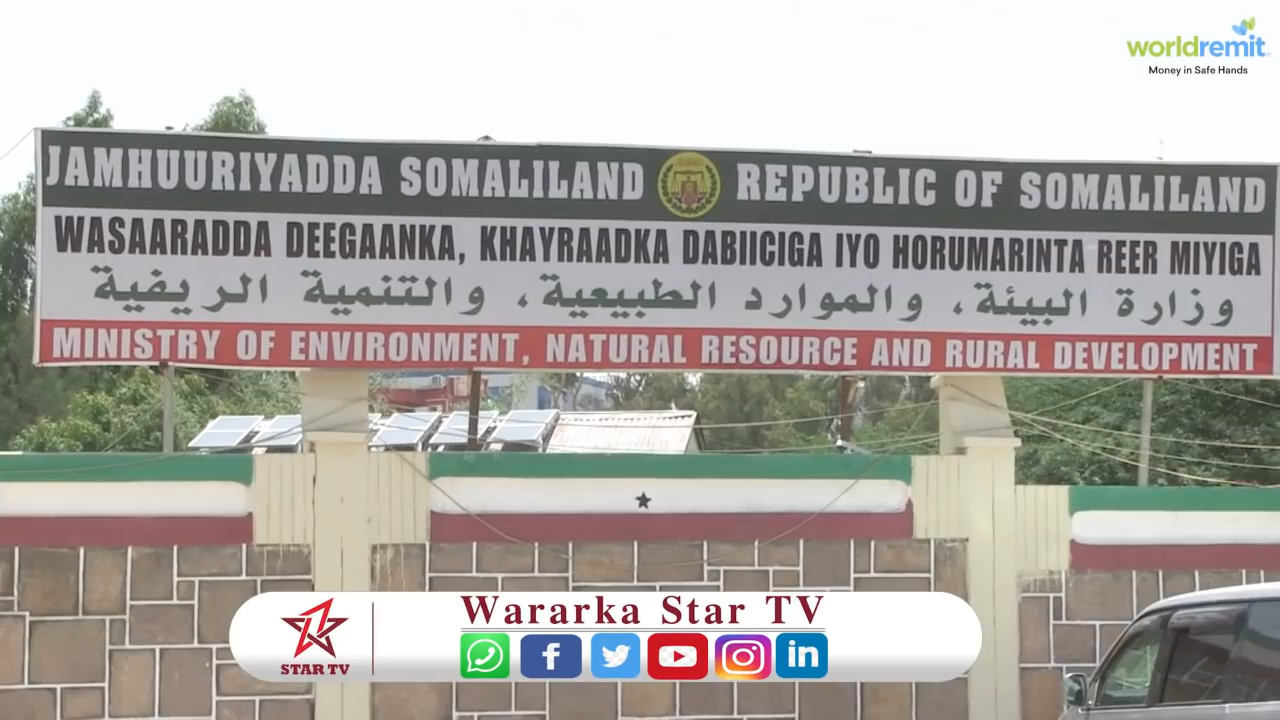 worldremit
Money in Safe Hands
JAMHUURIYADDA SOMALILAND REPUBLIC OF SOMALILAND
WASAARADDA DEEGAANKA, KHAYRAADKA DABIICIGA IYO HORUMARINTA REER MIYIGA
وزارة البيئة، والموارد الطبيعية، والتنمية الريفية
MINISTRY OF ENVIRONMENT, NATURAL RESOURCE AND RURAL DEVELOPMENT
Wararka Star TV
STAR TV